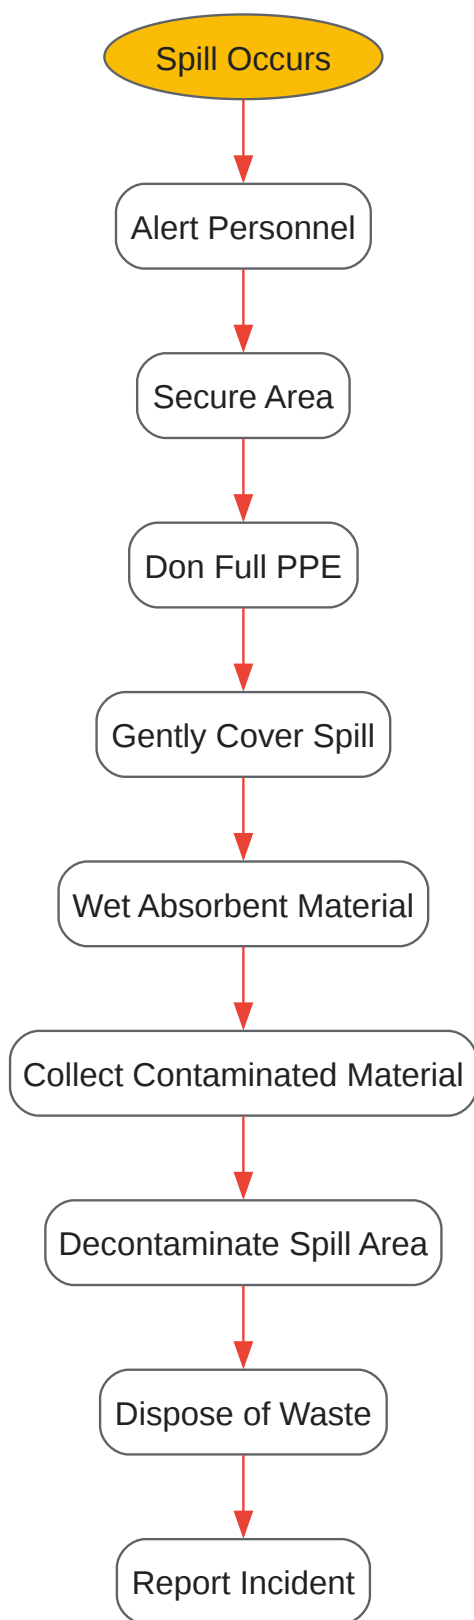 Spill Occurs
Alert Personnel
Secure Area
Don Full PPE
Gently Cover Spill
Wet Absorbent Material
Collect Contaminated Material
Decontaminate Spill Area
Dispose of Waste
Report Incident